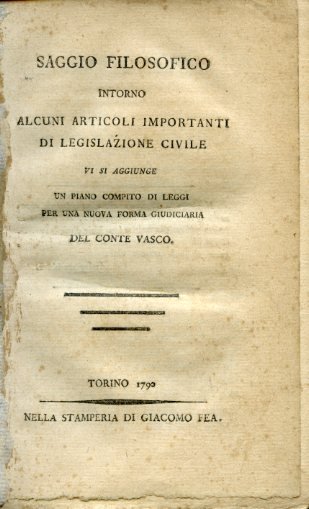 SAGGIO FILOSOFICO
INTORNO
ALCUNI ARTICOLI IMPORTANTI
DI LEGISLAZIONE CIVILE
VI SI AGGIUNGE
UN PIANO COMPITO DI LEGGI
PER UNA NUOVA FORMA GIUDICIARIA
DEL CONTE VASCO.
TORINO 1790
NELLA STAMPERIA DI GIACOMO FEA.